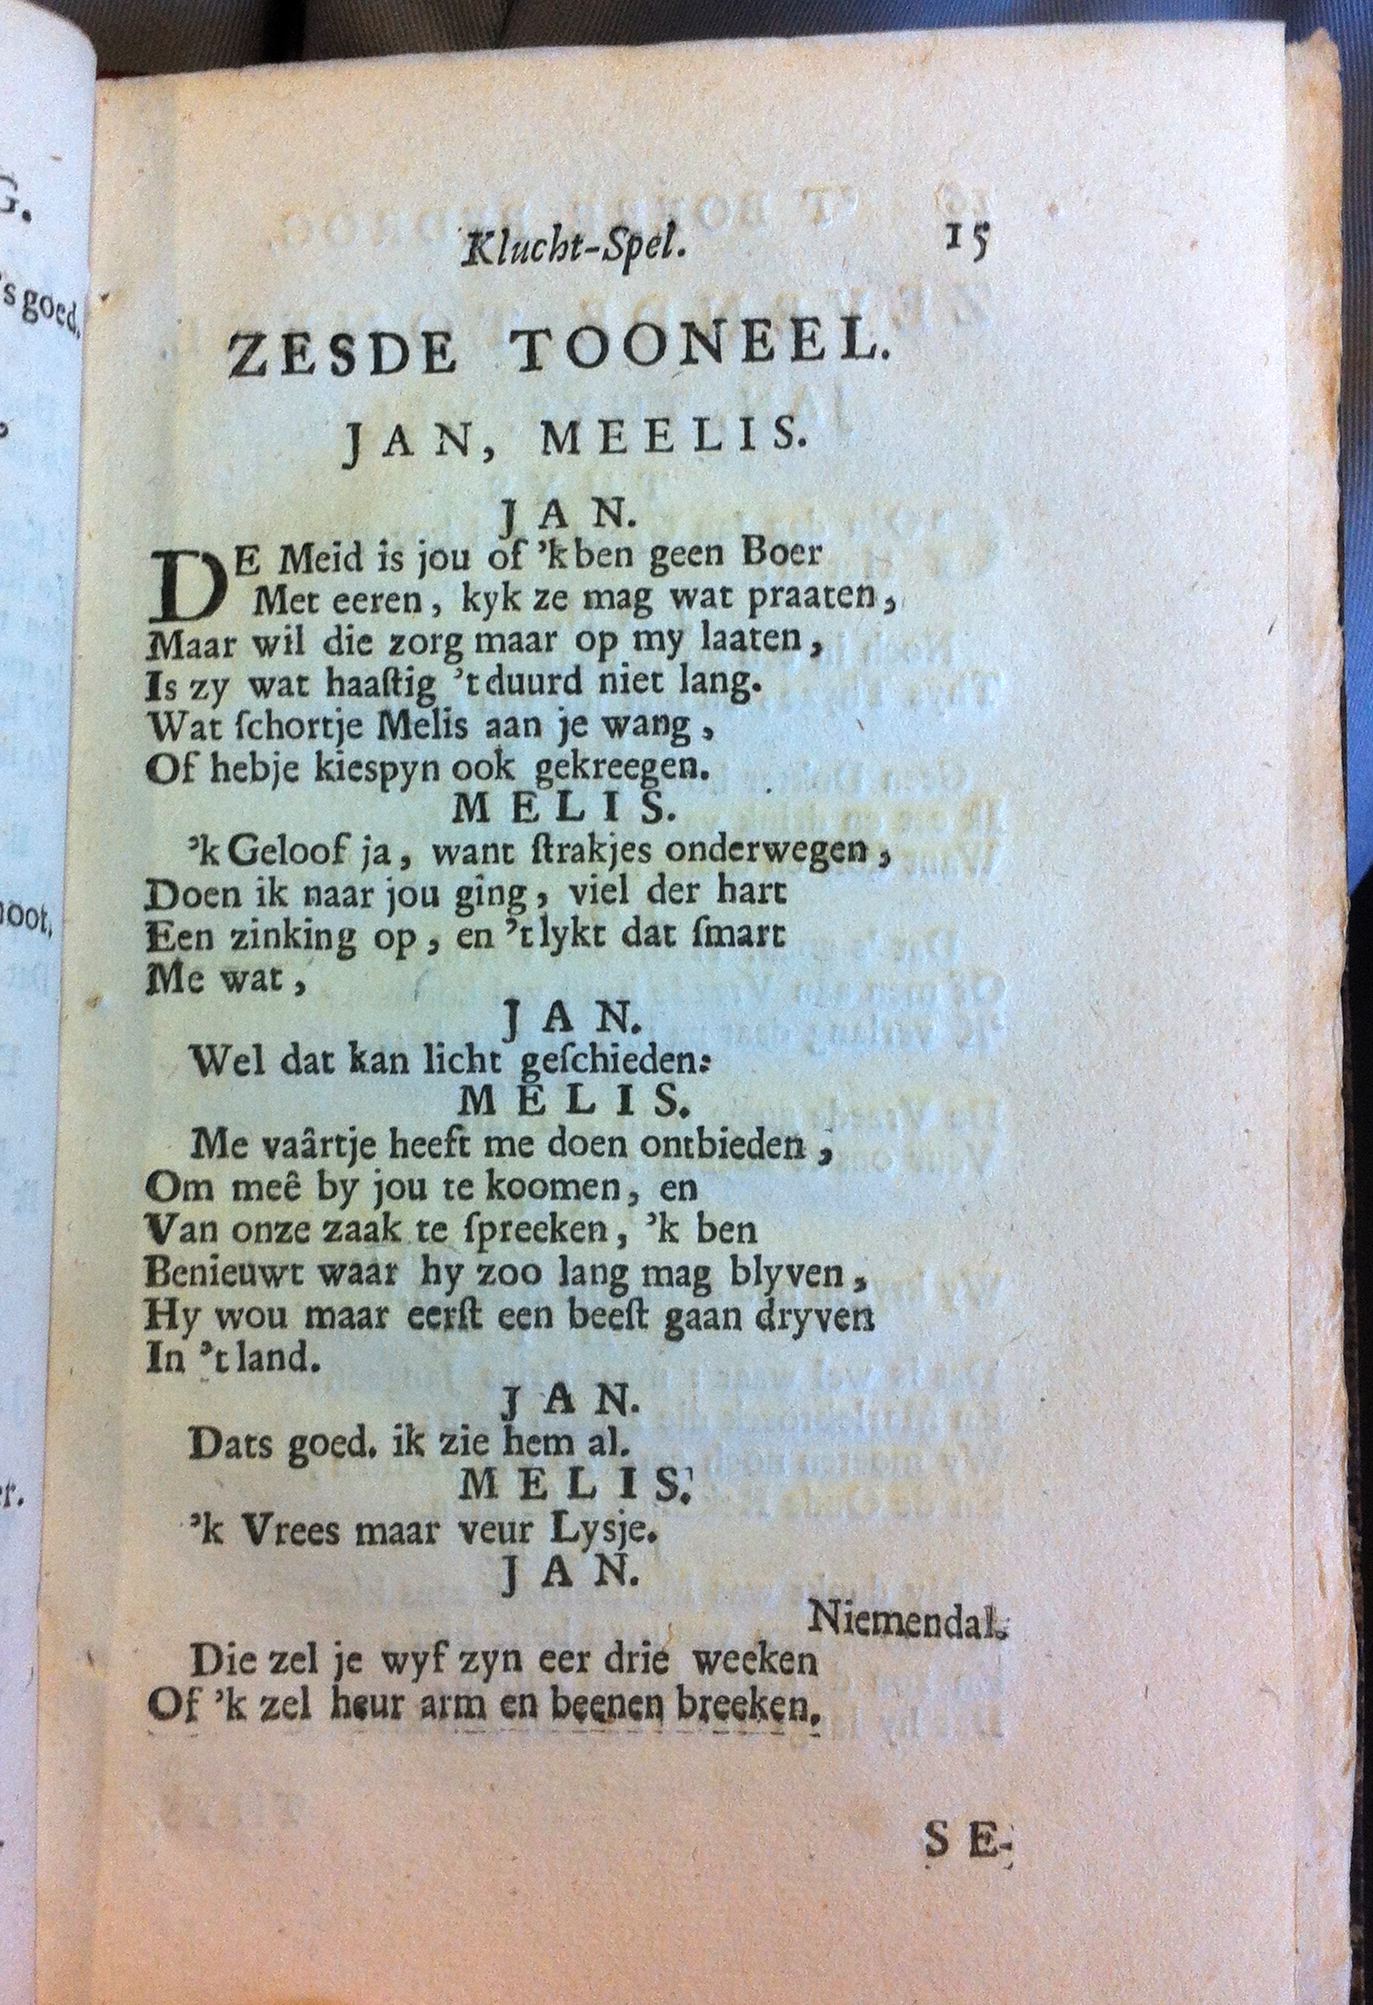 Klucht-Spel. 15
ZESDE TOONEEL.
JAN, MEELIS.
JAN.
DE Meid is jou of 'k ben geen Boer
Met eeren, kyk ze mag wat praaten,
Maar wil die zorg maar op my laaten,
Is zy wat haaſtig 't duurd niet lang.
Wat ſchortje Melis aan je wang,
Of hebje kiespyn ook gekreegen.
MELIS.
'k Geloof ja, want ſtrakjes onderwegen,
Doen ik naar jou ging, viel der hart
Een zinking op, en 't lykt dat ſmart
Me wat,
JAN.
Wel dat kan licht geſchieden:
MELIS.
Me vaârtje heeft me doen ontbieden,
Om meê by jou te koomen, en
Van onze zaak te ſpreeken, 'k ben
Benieuwt waar hy zoo lang mag blyven,
Hy wou maar eerſt een beeſt gaan dryven
In 't land.
JAN.
Dats goed. ik zie hem al.
MELIS.
'k Vrees maar veur Lysje.
JAN.
Niemendal.
Die zel je wyf zyn eer drie weeken
Of 'k zel heur arm en beenen breeken.
SE-
G.
's goed.
oot,
r.